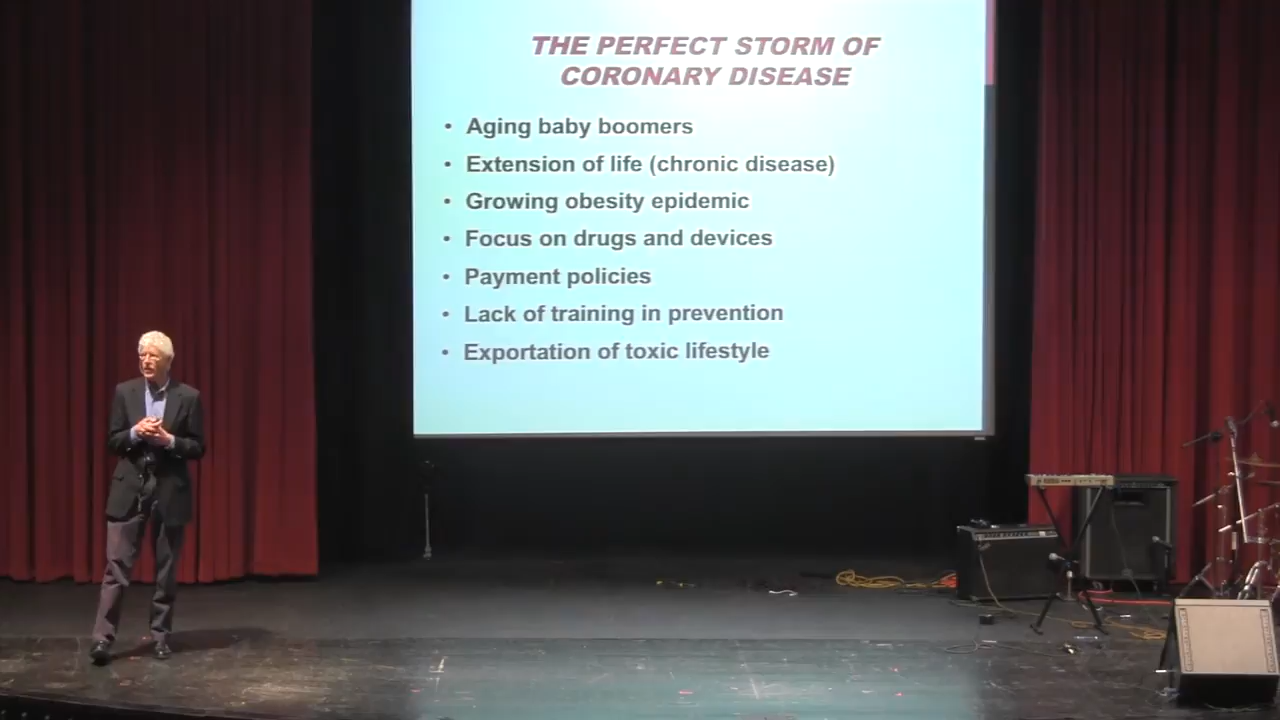 THE PERFECT STORM OF
CORONARY DISEASE
• Aging baby boomers
• Extension of life (chronic disease)
• Growing obesity epidemic
• Focus on drugs and devices
• Payment policies
• Lack of training in prevention
• Exportation of toxic lifestyle